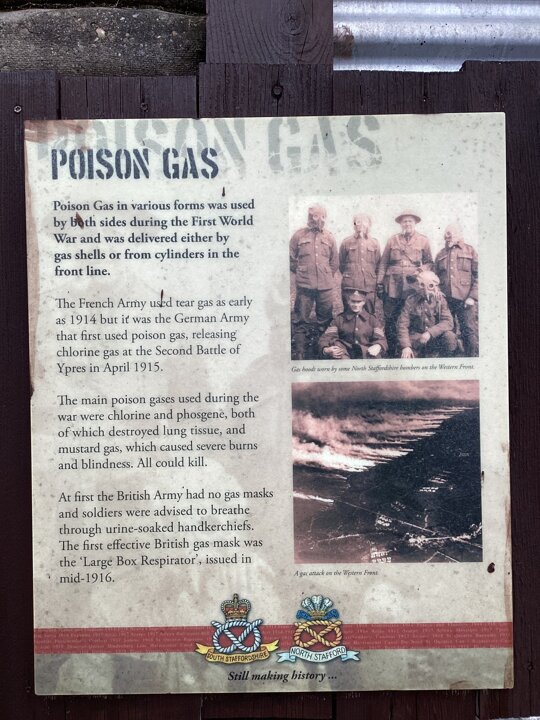 POISON GAS
POISON GAS
Poison Gas in various forms was used
by both sides during the First World
War and was delivered either by
gas shells or from cylinders in the
front line.
The French Army used tear gas as early
as 1914 but it was the German Army
that first used poison gas, releasing
chlorine gas at the Second Battle of
Ypres in April 1915.
The main poison gases used during the
war were chlorine and phosgene, both
of which destroyed lung tissue, and
mustard gas, which caused severe burns
and blindness. All could kill.
At first the British Army had no gas masks
and soldiers were advised to breathe
through urine-soaked handkerchiefs.
The first effective British gas mask was
the ‘Large Box Respirator’, issued in
mid-1916.
Gas hoods worn by some North Staffordshire bombers on the Western Front.
A gas attack on the Western Front.
SOUTH STAFFORDSHIRE
NORTH STAFFORD
Still making history ...